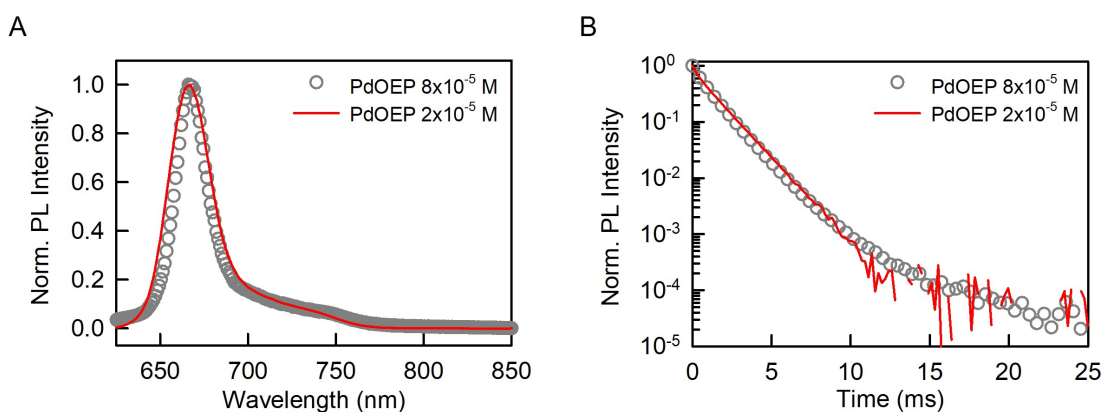 A
Norm. PL Intensity
1.0
0.8
0.6
0.4
0.2
0.0
PdOEP 8x10⁻⁵ M
PdOEP 2x10⁻⁵ M
650
700
750
800
850
Wavelength (nm)
B
Norm. PL Intensity
10⁰
10⁻¹
10⁻²
10⁻³
10⁻⁴
10⁻⁵
PdOEP 8x10⁻⁵ M
PdOEP 2x10⁻⁵ M
0
5
10
15
20
25
Time (ms)